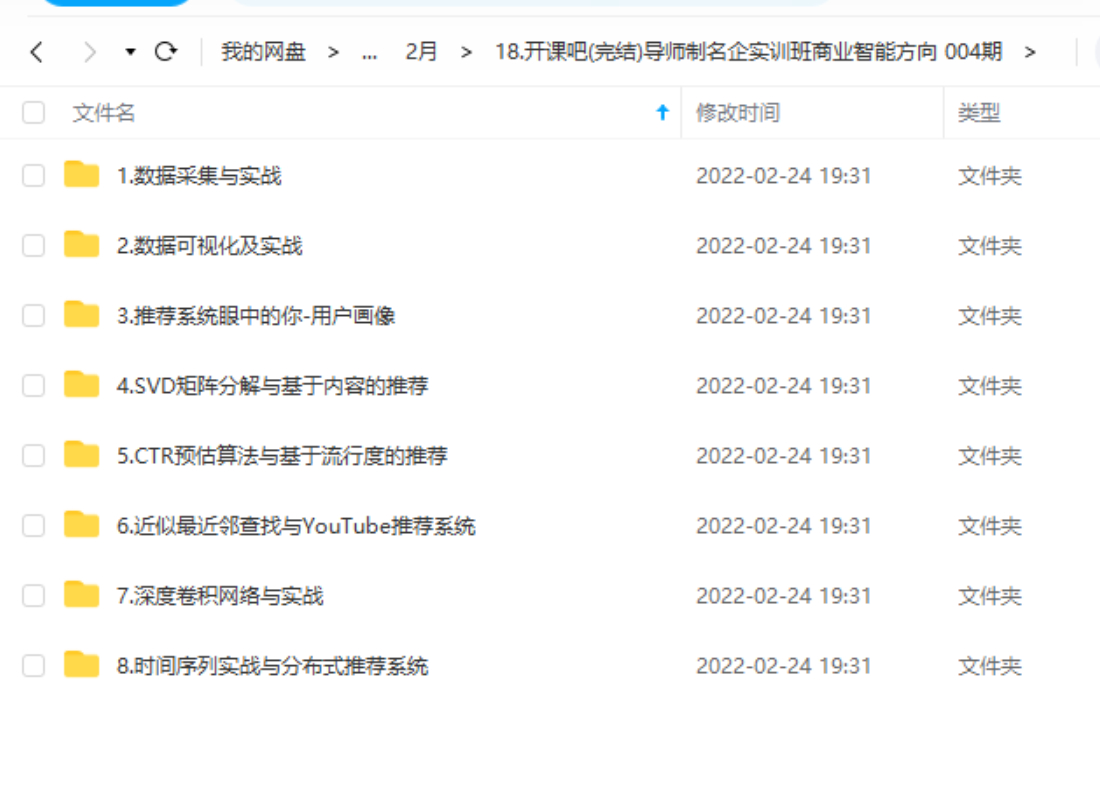 我的网盘 > ... 2月 > 18.开课吧(完结)导师制名企实训班商业智能方向 004期 >
文件名 修改时间 类型
1.数据采集与实战 2022-02-24 19:31 文件夹
2.数据可视化及实战 2022-02-24 19:31 文件夹
3.推荐系统眼中的你-用户画像 2022-02-24 19:31 文件夹
4.SVD矩阵分解与基于内容的推荐 2022-02-24 19:31 文件夹
5.CTR预估算法与基于流行度的推荐 2022-02-24 19:31 文件夹
6.近似最近邻查找与YouTube推荐系统 2022-02-24 19:31 文件夹
7.深度卷积网络与实战 2022-02-24 19:31 文件夹
8.时间序列实战与分布式推荐系统 2022-02-24 19:31 文件夹